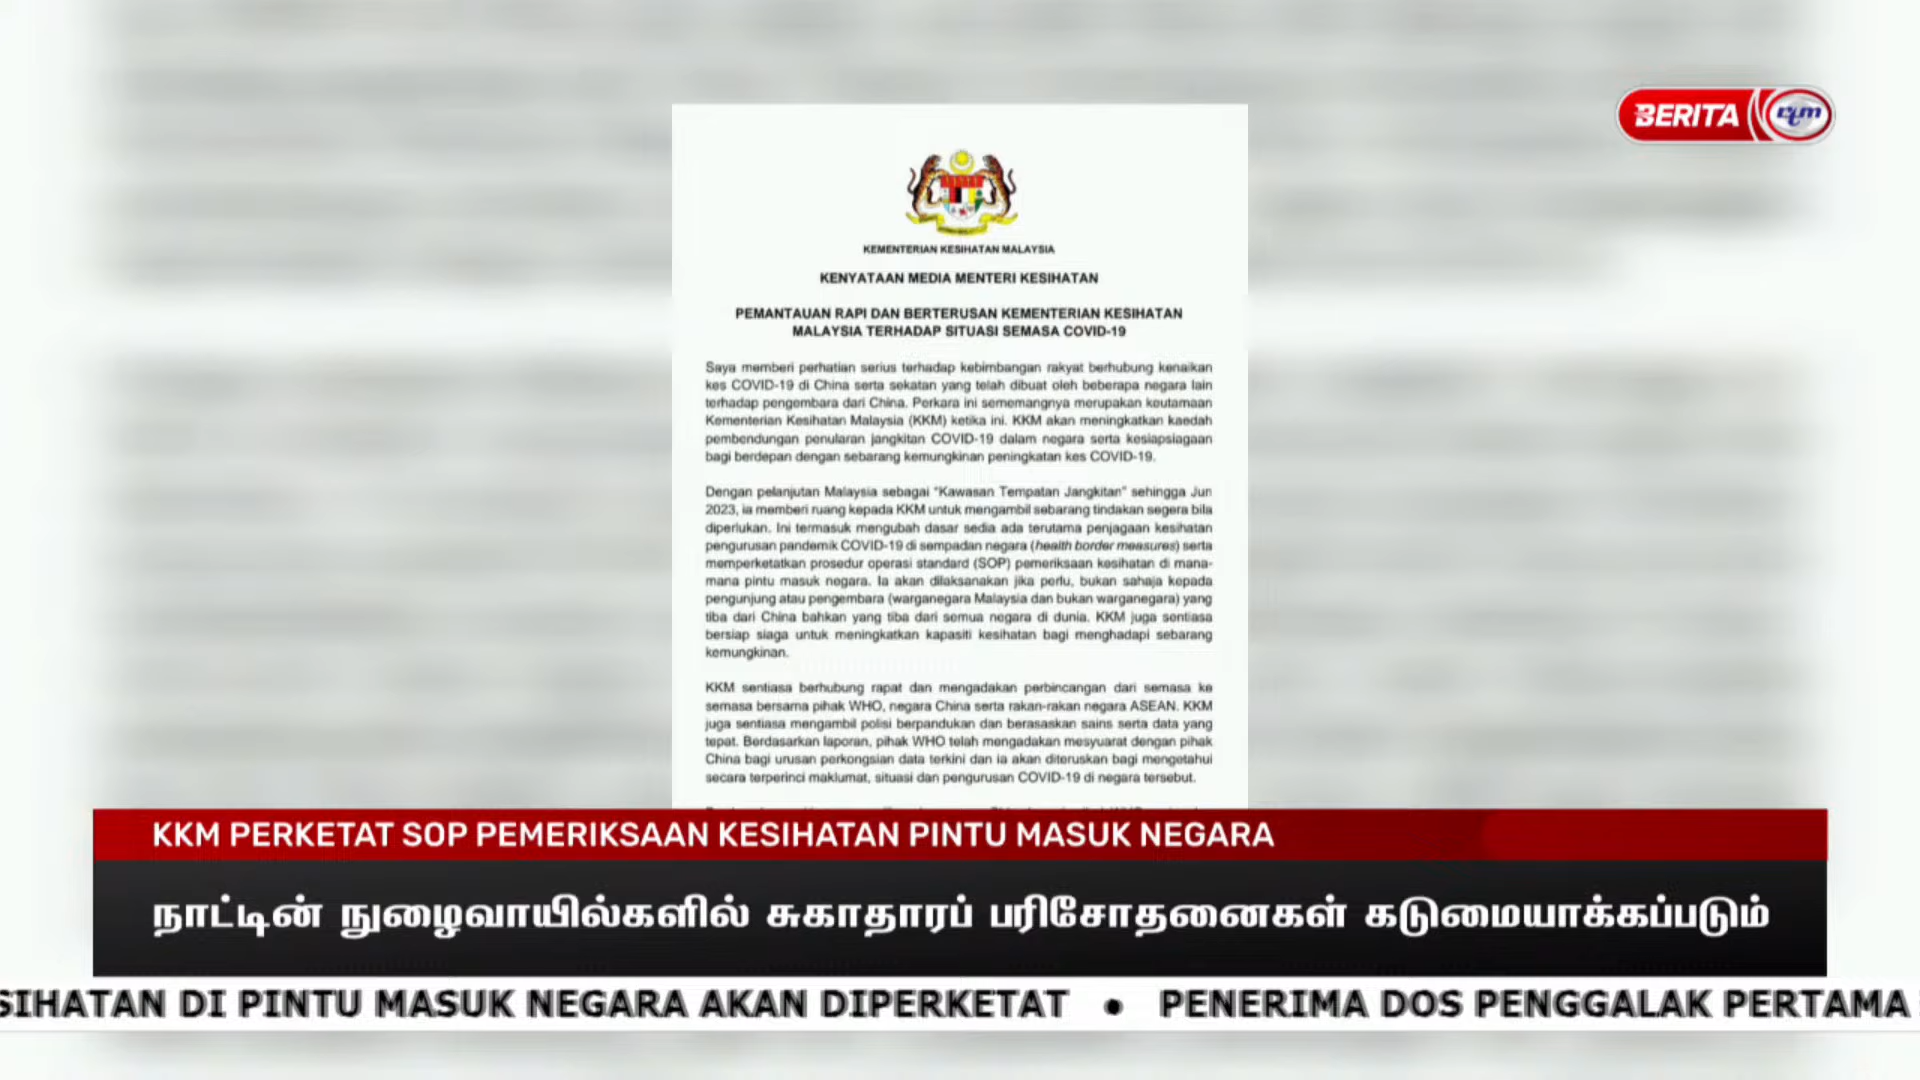 BERITA rtm
KEMENTERIAN KESIHATAN MALAYSIA
KENYATAAN MEDIA MENTERI KESIHATAN
PEMANTAUAN RAPI DAN BERTERUSAN KEMENTERIAN KESIHATAN
MALAYSIA TERHADAP SITUASI SEMASA COVID-19
Saya memberi perhatian serius terhadap kebimbangan rakyat berhubung kenaikan
kes COVID-19 di China serta sekatan yang telah dibuat oleh beberapa negara lain
terhadap pengembara dari China. Perkara ini sememangnya merupakan keutamaan
Kementerian Kesihatan Malaysia (KKM) ketika ini. KKM akan meningkatkan kaedah
pembendungan penularan jangkitan COVID-19 dalam negara serta kesiapsiagaan
bagi berdepan dengan sebarang kemungkinan peningkatan kes COVID-19.
Dengan pelanjutan Malaysia sebagai “Kawasan Tempatan Jangkitan” sehingga Jun
2023, ia memberi ruang kepada KKM untuk mengambil sebarang tindakan segera bila
diperlukan. Ini termasuk mengubah dasar sedia ada terutama penjagaan kesihatan
pengurusan pandemik COVID-19 di sempadan negara (health border measures) serta
memperketatkan prosedur operasi standard (SOP) pemeriksaan kesihatan di mana-
mana pintu masuk negara. Ia akan dilaksanakan jika perlu, bukan sahaja kepada
pengunjung atau pengembara (warganegara Malaysia dan bukan warganegara) yang
tiba dari China bahkan yang tiba dari semua negara di dunia. KKM juga sentiasa
bersiap siaga untuk meningkatkan kapasiti kesihatan bagi menghadapi sebarang
kemungkinan.
KKM sentiasa berhubung rapat dan mengadakan perbincangan dari semasa ke
semasa bersama pihak WHO, negara China serta rakan-rakan negara ASEAN. KKM
juga sentiasa mengambil polisi berpandukan dan berasaskan sains serta data yang
tepat. Berdasarkan laporan, pihak WHO telah mengadakan mesyuarat dengan pihak
China bagi urusan perkongsian data terkini dan ia akan diteruskan bagi mengetahui
secara terperinci maklumat, situasi dan pengurusan COVID-19 di negara tersebut.
KKM PERKETAT SOP PEMERIKSAAN KESIHATAN PINTU MASUK NEGARA
நாட்டின் நுழைவாயில்களில் சுகாதாரப் பரிசோதனைகள் கடுமையாக்கப்படும்
SIHATAN DI PINTU MASUK NEGARA AKAN DIPERKETAT • PENERIMA DOS PENGGALAK PERTAMA